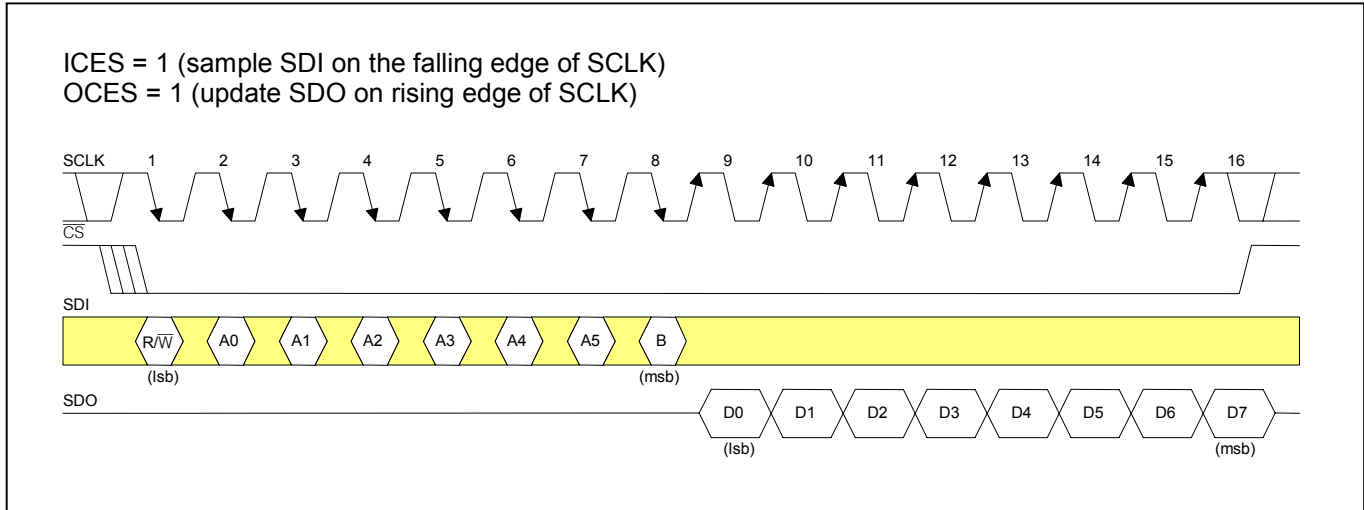 ICES = 1 (sample SDI on the falling edge of SCLK)
OCES = 1 (update SDO on rising edge of SCLK)
SCLK 1 2 3 4 5 6 7 8 9 10 11 12 13 14 15 16
C̅S̅
SDI
R/W̅ A0 A1 A2 A3 A4 A5 B
(lsb) (msb)
SDO
D0 D1 D2 D3 D4 D5 D6 D7
(lsb) (msb)